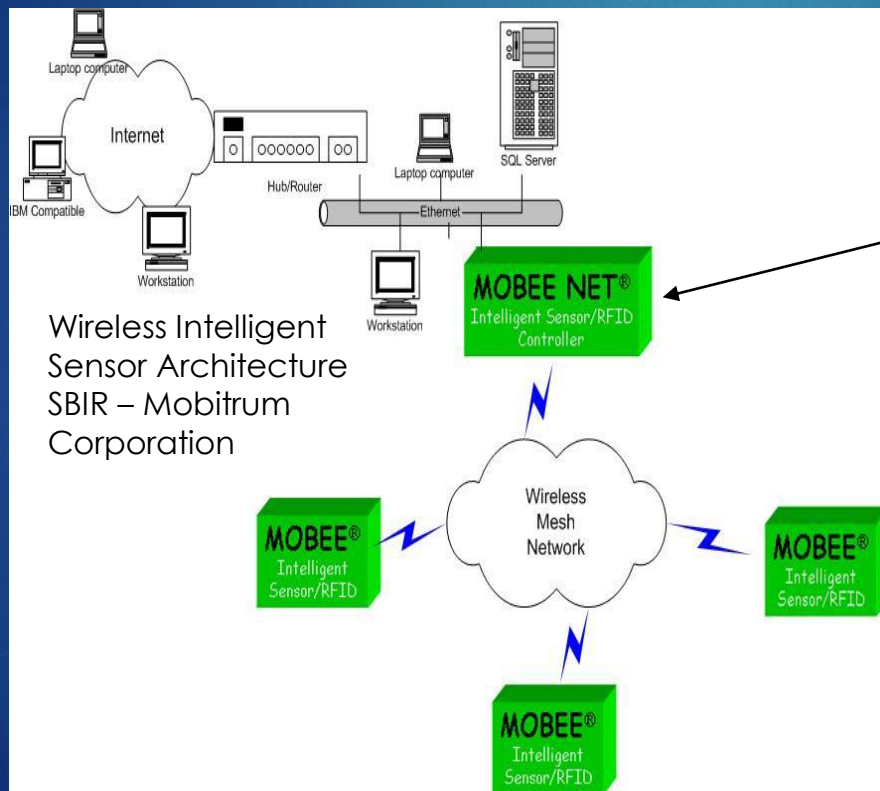 Laptop computer
Internet
IBM Compatible
Workstation
Hub/Router
Laptop computer
SQL Server
Ethernet
Workstation
MOBEE NET®
Intelligent Sensor/RFID
Controller
Wireless Intelligent
Sensor Architecture
SBIR – Mobitrum
Corporation
Wireless
Mesh
Network
MOBEE®
Intelligent
Sensor/RFID
MOBEE®
Intelligent
Sensor/RFID
MOBEE®
Intelligent
Sensor/RFID